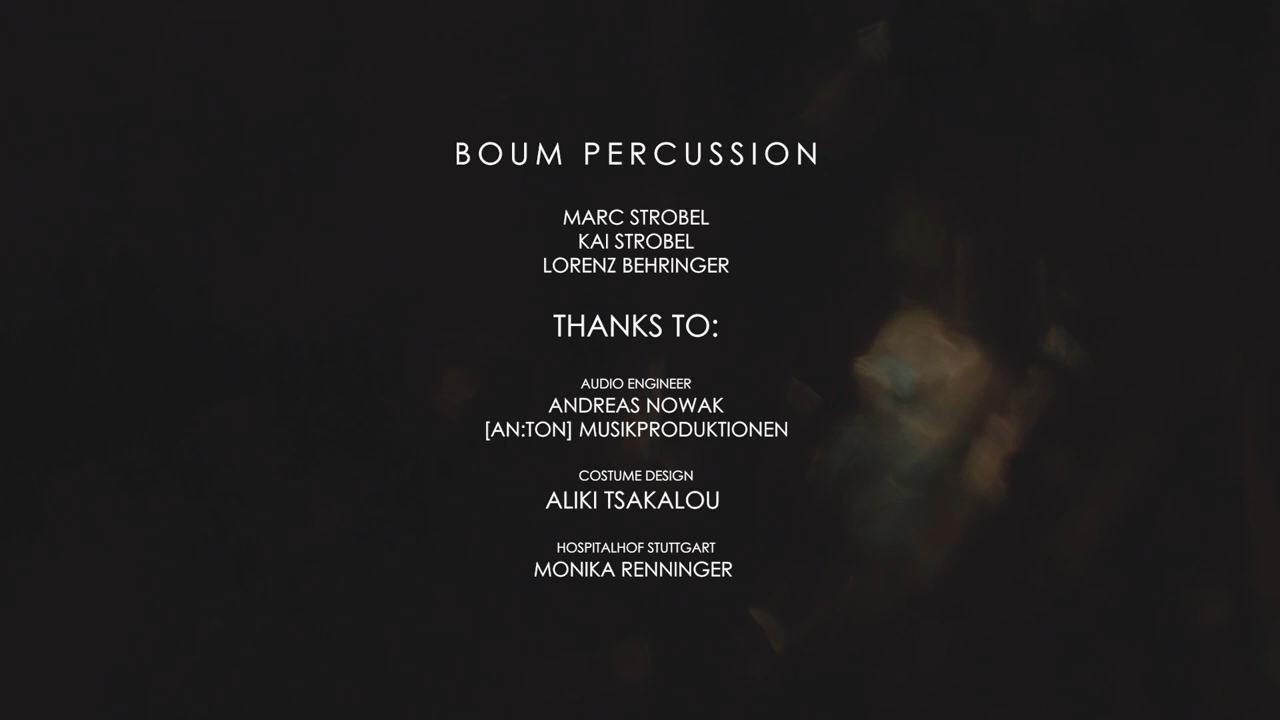 BOUM PERCUSSION
MARC STROBEL
KAI STROBEL
LORENZ BEHRINGER
THANKS TO:
AUDIO ENGINEER
ANDREAS NOWAK
[AN:TON] MUSIKPRODUKTIONEN
COSTUME DESIGN
ALIKI TSAKALOU
HOSPITALHOF STUTTGART
MONIKA RENNINGER